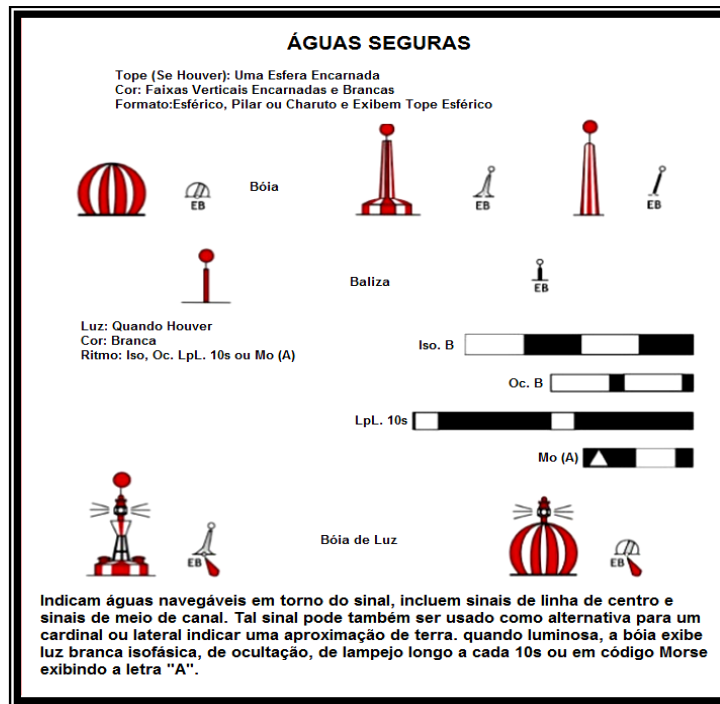 ÁGUAS SEGURAS
Tope (Se Houver): Uma Esfera Encarnada
Cor: Faixas Verticais Encarnadas e Brancas
Formato:Esférico, Pilar ou Charuto e Exibem Tope Esférico
EB
Bóia
EB
EB
Baliza
EB
Luz: Quando Houver
Cor: Branca
Ritmo: Iso, Oc. LpL. 10s ou Mo (A)
Iso. B
Oc. B
LpL. 10s
Mo (A)
EB
Bóia de Luz
EB
Indicam águas navegáveis em torno do sinal, incluem sinais de linha de centro e
sinais de meio de canal. Tal sinal pode também ser usado como alternativa para um
cardinal ou lateral indicar uma aproximação de terra. quando luminosa, a bóia exibe
luz branca isofásica, de ocultação, de lampejo longo a cada 10s ou em código Morse
exibindo a letra "A".